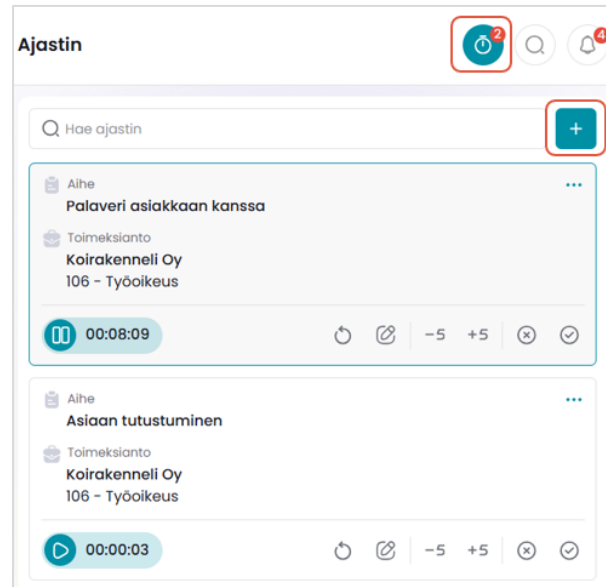 Ajastin
2
4
Hae ajastin
+
Aihe
Palaveri asiakkaan kanssa
Toimeksianto
Koirakenneli Oy
106 - Työoikeus
00:08:09 -5 +5
Aihe
Asiaan tutustuminen
Toimeksianto
Koirakenneli Oy
106 - Työoikeus
00:00:03 -5 +5